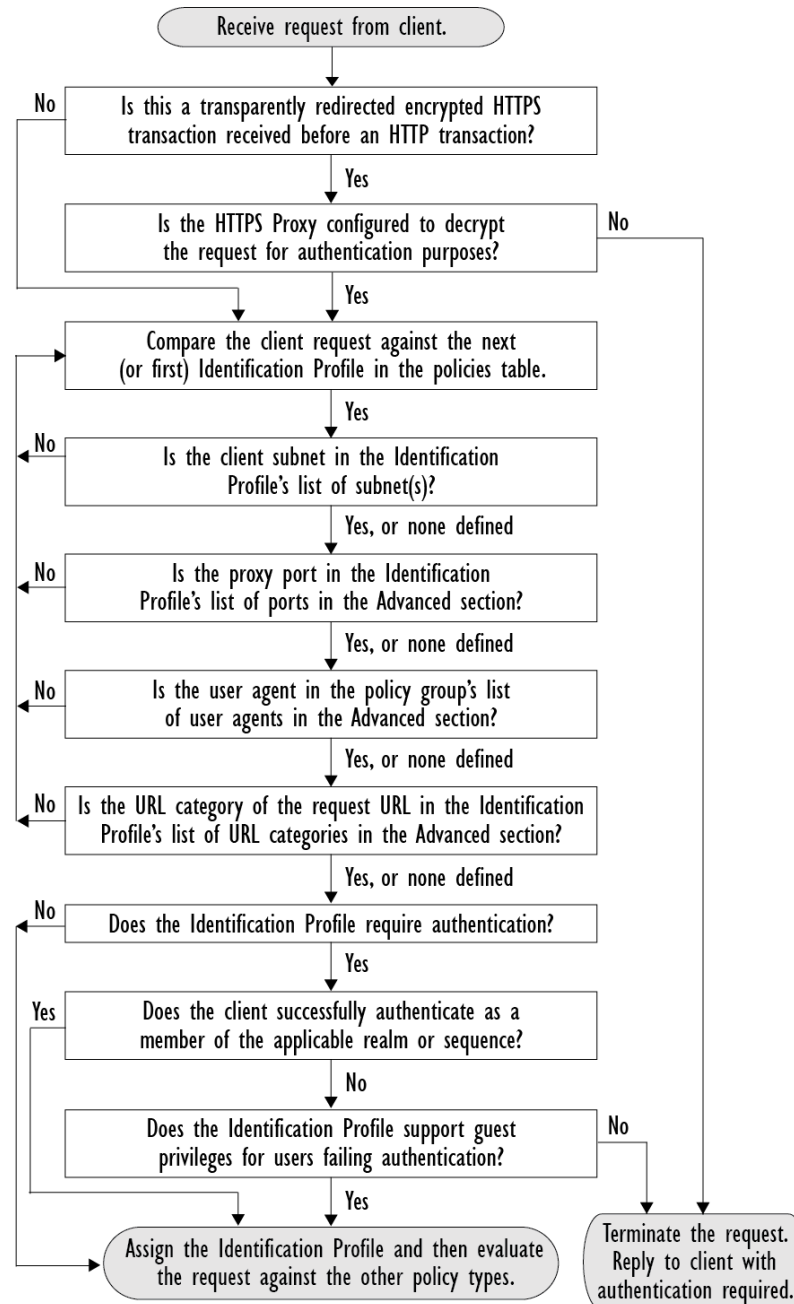 Receive request from client.
No
Is this a transparently redirected encrypted HTTPS
transaction received before an HTTP transaction?
Yes
Is the HTTPS Proxy configured to decrypt
the request for authentication purposes?
No
Yes
Compare the client request against the next
(or first) Identification Profile in the policies table.
Yes
No
Is the client subnet in the Identification
Profile's list of subnet(s)?
Yes, or none defined
No
Is the proxy port in the Identification
Profile's list of ports in the Advanced section?
Yes, or none defined
No
Is the user agent in the policy group's list
of user agents in the Advanced section?
Yes, or none defined
No
Is the URL category of the request URL in the Identification
Profile's list of URL categories in the Advanced section?
Yes, or none defined
No
Does the Identification Profile require authentication?
Yes
Yes
Does the client successfully authenticate as a
member of the applicable realm or sequence?
No
Does the Identification Profile support guest
privileges for users failing authentication?
No
Yes
Assign the Identification Profile and then evaluate
the request against the other policy types.
Terminate the request.
Reply to client with
authentication required.